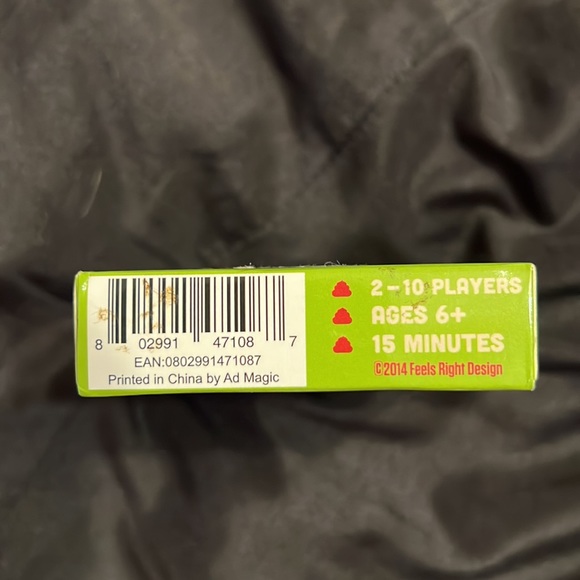 8 02991 47108 7
EAN:0802991471087
Printed in China by Ad Magic
2-10 PLAYERS
AGES 6+
15 MINUTES
©2014 Feels Right Design